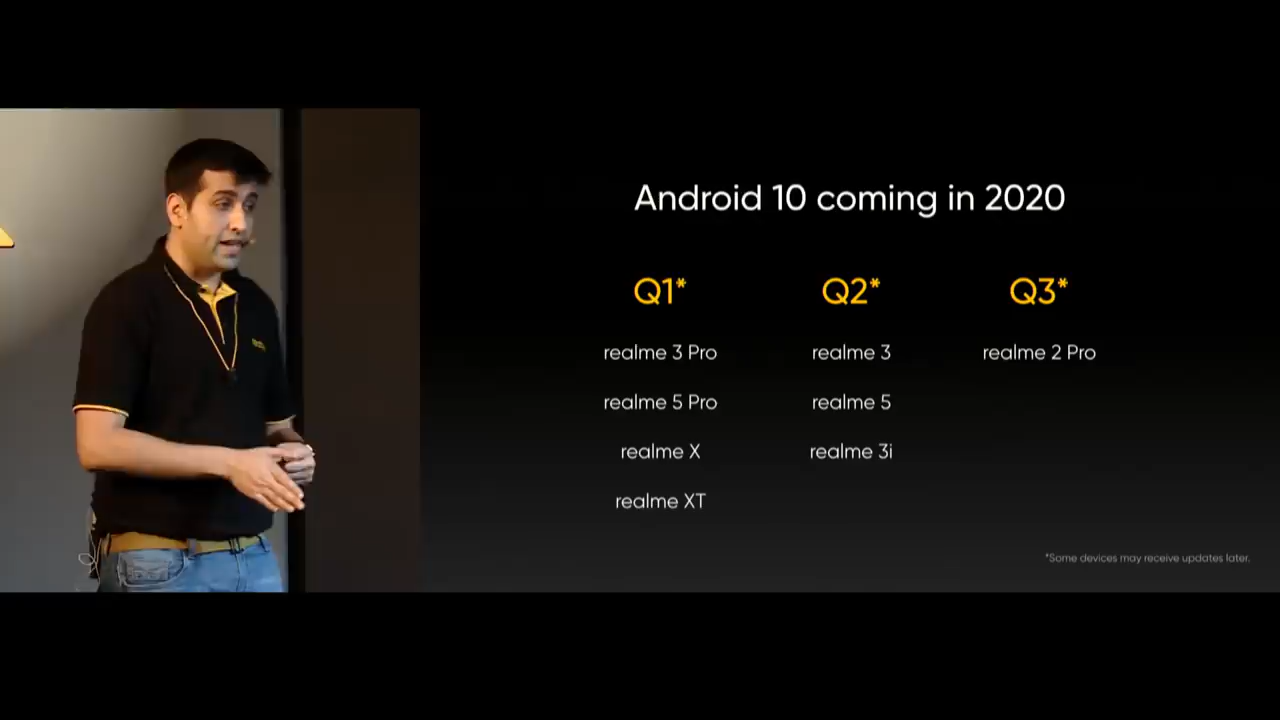 Android 10 coming in 2020
Q1* Q2* Q3*
realme 3 Pro realme 3 realme 2 Pro
realme 5 Pro realme 5
realme X realme 3i
realme XT
*Some devices may receive updates later.